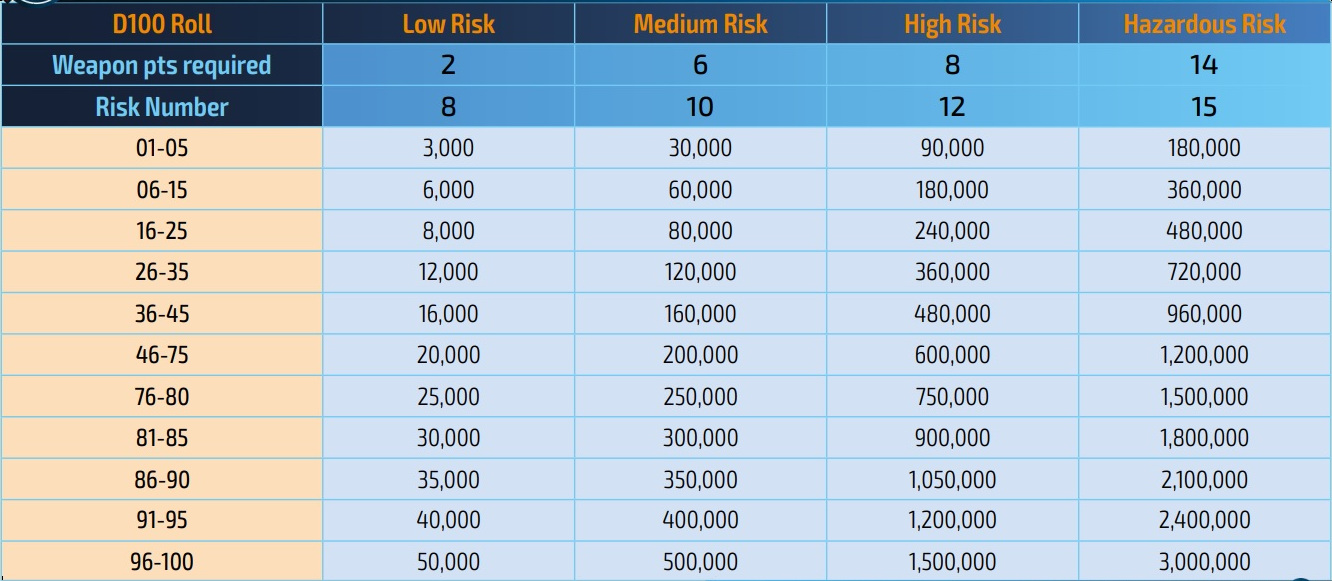 D100 Roll Low Risk Medium Risk High Risk Hazardous Risk
Weapon pts required 2 6 8 14
Risk Number 8 10 12 15
01-05 3,000 30,000 90,000 180,000
06-15 6,000 60,000 180,000 360,000
16-25 8,000 80,000 240,000 480,000
26-35 12,000 120,000 360,000 720,000
36-45 16,000 160,000 480,000 960,000
46-75 20,000 200,000 600,000 1,200,000
76-80 25,000 250,000 750,000 1,500,000
81-85 30,000 300,000 900,000 1,800,000
86-90 35,000 350,000 1,050,000 2,100,000
91-95 40,000 400,000 1,200,000 2,400,000
96-100 50,000 500,000 1,500,000 3,000,000